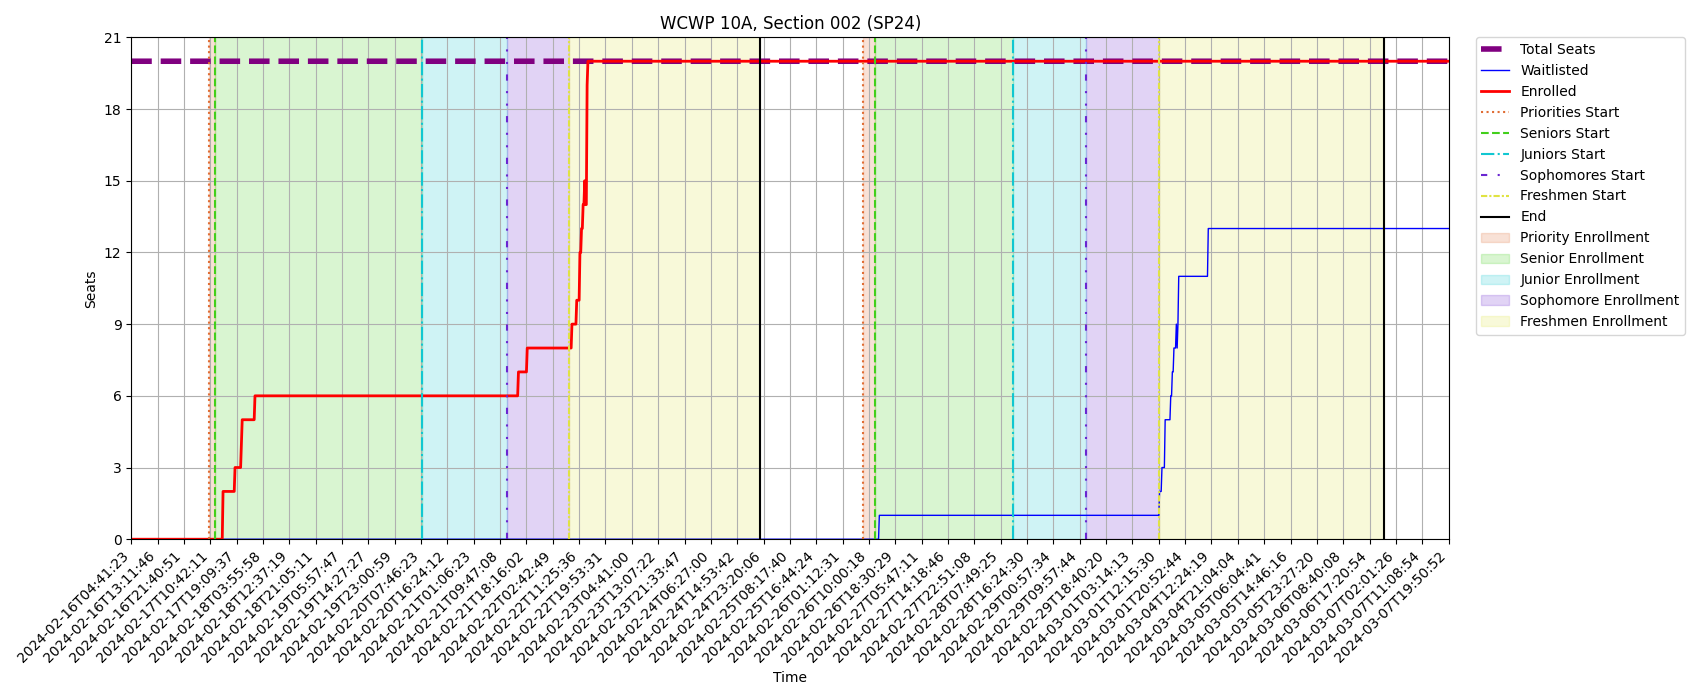 WCWP 10A, Section 002 (SP24)
21
18
15
12
9
6
3
0
Seats
2024-02-16T04:41:23
2024-02-16T13:11:46
2024-02-16T21:40:51
2024-02-17T10:42:11
2024-02-17T19:09:37
2024-02-18T03:55:58
2024-02-18T12:37:19
2024-02-18T21:05:11
2024-02-19T05:57:47
2024-02-19T14:27:27
2024-02-19T23:00:59
2024-02-20T07:46:23
2024-02-20T16:24:12
2024-02-21T01:06:23
2024-02-21T09:47:08
2024-02-21T18:16:02
2024-02-22T02:42:49
2024-02-22T11:25:36
2024-02-22T19:53:31
2024-02-23T04:41:00
2024-02-23T13:07:22
2024-02-23T21:33:47
2024-02-24T06:27:00
2024-02-24T14:53:42
2024-02-24T23:20:06
2024-02-25T08:17:40
2024-02-25T16:44:24
2024-02-26T01:12:31
2024-02-26T10:00:18
2024-02-26T18:30:29
2024-02-27T05:47:11
2024-02-27T14:18:46
2024-02-27T22:51:08
2024-02-28T07:49:25
2024-02-28T16:24:30
2024-02-29T00:57:34
2024-02-29T09:57:44
2024-02-29T18:40:20
2024-03-01T03:14:13
2024-03-01T12:15:30
2024-03-01T20:52:44
2024-03-04T12:24:19
2024-03-04T21:04:04
2024-03-05T06:04:41
2024-03-05T14:46:16
2024-03-05T23:27:20
2024-03-06T08:40:08
2024-03-06T17:20:54
2024-03-07T02:01:26
2024-03-07T11:08:54
2024-03-07T19:50:52
Time
Total Seats
Waitlisted
Enrolled
Priorities Start
Seniors Start
Juniors Start
Sophomores Start
Freshmen Start
End
Priority Enrollment
Senior Enrollment
Junior Enrollment
Sophomore Enrollment
Freshmen Enrollment